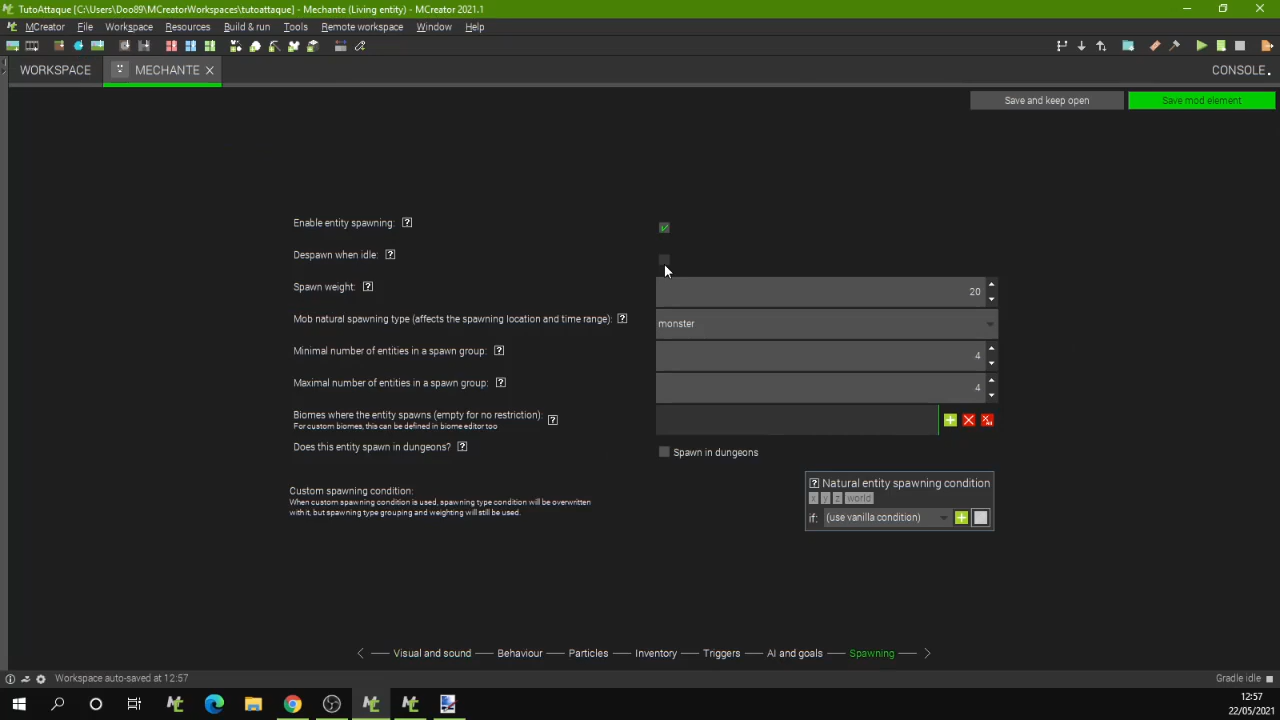 TutoAttaque [C:\Users\Doo89\MCreatorWorkspaces\tutoattaque] - Mechante (Living entity) - MCreator 2021.1
MCreator File Workspace Resources Build & run Tools Remote workspace Window Help
WORKSPACE MECHANTE CONSOLE
Save and keep open Save mod element
Enable entity spawning: ?
Despawn when idle: ?
Spawn weight: ? 20
Mob natural spawning type (affects the spawning location and time range): ? monster
Minimal number of entities in a spawn group: ? 4
Maximal number of entities in a spawn group: ? 4
Biomes where the entity spawns (empty for no restriction): ?
For custom biomes, this can be defined in biome editor too
Does this entity spawn in dungeons? ? Spawn in dungeons
? Natural entity spawning condition
x y z world
if: (use vanilla condition)
Custom spawning condition:
When custom spawning condition is used, spawning type condition will be overwritten
with it, but spawning type grouping and weighting will still be used.
Visual and sound Behaviour Particles Inventory Triggers AI and goals Spawning
Workspace auto-saved at 12:57 Gradle idle
12:57
22/05/2021